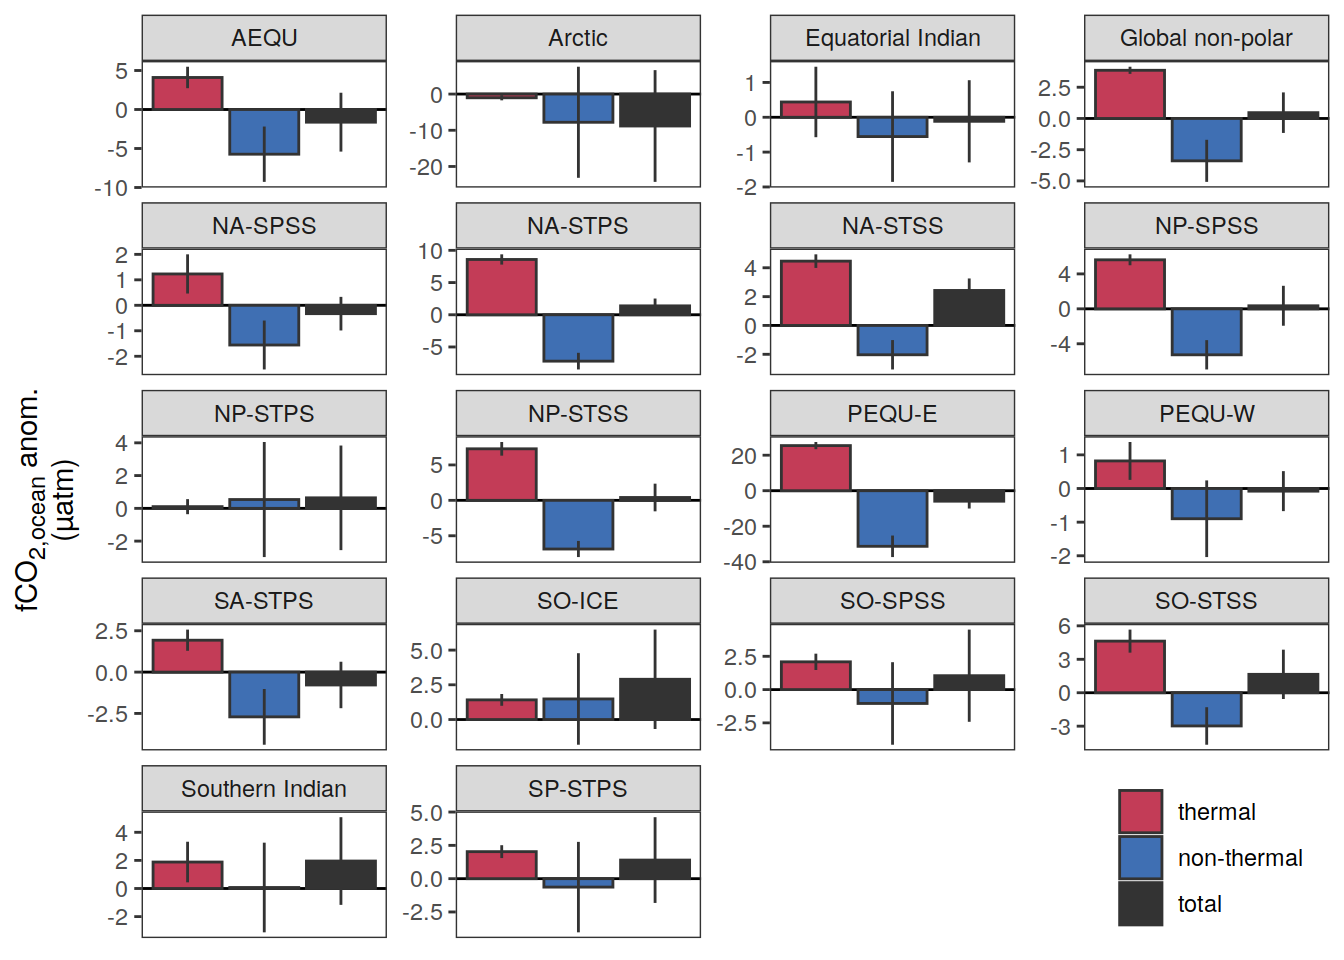 AEQU
Arctic
Equatorial Indian
Global non-polar
5
0
-5
-10
0
-10
-20
1
0
-1
-2
2.5
0.0
-2.5
-5.0
NA-SPSS
NA-STPS
NA-STSS
NP-SPSS
2
1
0
-1
-2
10
5
0
-5
4
2
0
-2
4
0
-4
NP-STPS
NP-STSS
PEQU-E
PEQU-W
4
2
0
-2
5
0
-5
20
0
-20
-40
1
0
-1
-2
SA-STPS
SO-ICE
SO-SPSS
SO-STSS
2.5
0.0
-2.5
5.0
2.5
0.0
2.5
0.0
-2.5
6
3
0
-3
Southern Indian
SP-STPS
4
2
0
-2
5.0
2.5
0.0
-2.5
fCO2,ocean anom.
(µatm)
thermal
non-thermal
total